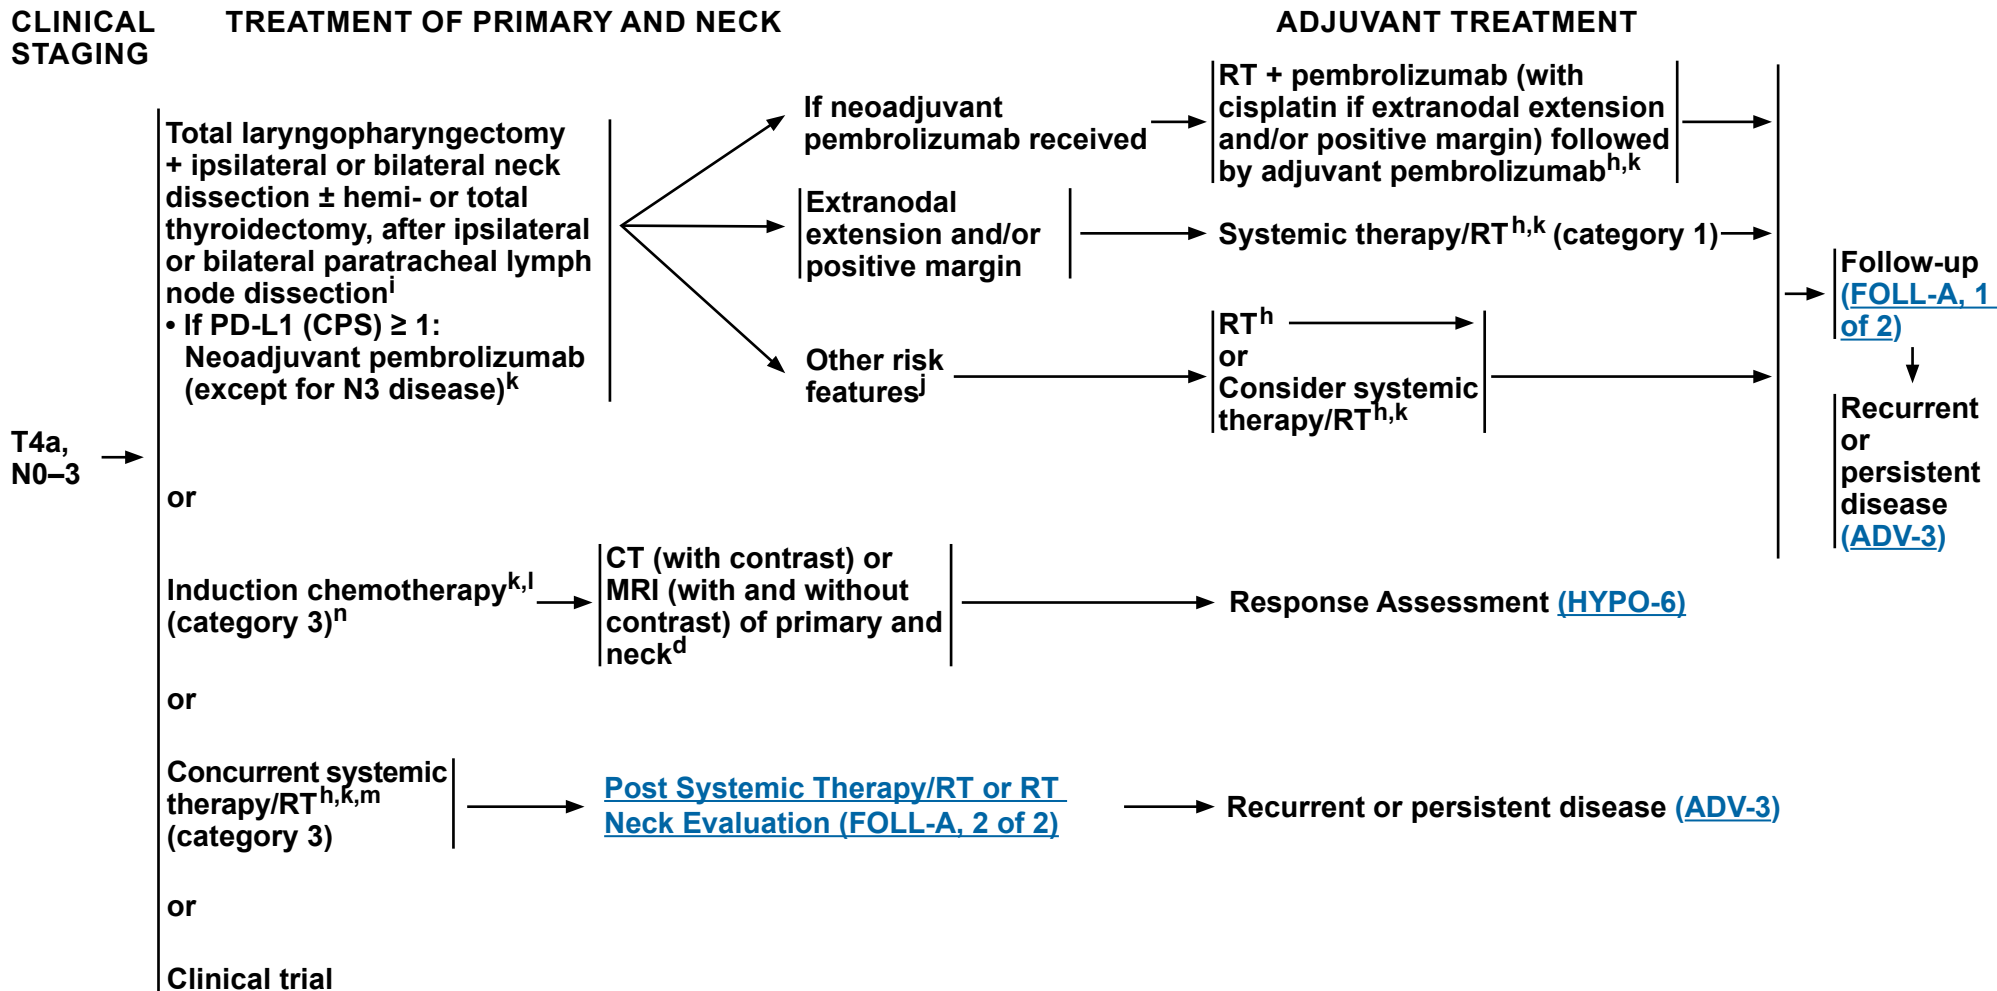 CLINICAL
STAGING
TREATMENT OF PRIMARY AND NECK
ADJUVANT TREATMENT
T4a,
N0–3
Total laryngopharyngectomy
+ ipsilateral or bilateral neck
dissection ± hemi- or total
thyroidectomy, after ipsilateral
or bilateral paratracheal lymph
node dissectioni
• If PD-L1 (CPS) ≥ 1:
Neoadjuvant pembrolizumab
(except for N3 disease)k
If neoadjuvant
pembrolizumab received
RT + pembrolizumab (with
cisplatin if extranodal extension
and/or positive margin) followed
by adjuvant pembrolizumabh,k
Extranodal
extension and/or
positive margin
Systemic therapy/RTh,k (category 1)
Other risk
featuresj
RTh
or
Consider systemic
therapy/RTh,k
Follow-up
(FOLL-A, 1
of 2)
Recurrent
or
persistent
disease
(ADV-3)
or
Induction chemotherapyk,l
(category 3)n
CT (with contrast) or
MRI (with and without
contrast) of primary and
neckd
Response Assessment (HYPO-6)
or
Concurrent systemic
therapy/RTh,k,m
(category 3)
Post Systemic Therapy/RT or RT
Neck Evaluation (FOLL-A, 2 of 2)
Recurrent or persistent disease (ADV-3)
or
Clinical trial